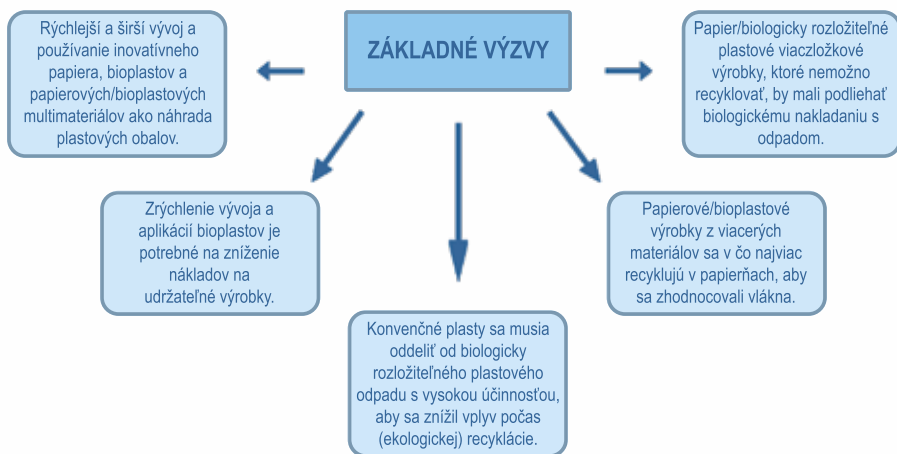 ZÁKLADNÉ VÝZVY
Rýchlejší a širší vývoj a
používanie inovatívneho
papiera, bioplastov a
papierových/bioplastových
multimateriálov ako náhrada
plastových obalov.
Zrýchlenie vývoja a
aplikácií bioplastov je
potrebné na zníženie
nákladov na
udržateľné výrobky.
Konvenčné plasty sa musia
oddeliť od biologicky
rozložiteľného plastového
odpadu s vysokou účinnosťou,
aby sa znížil vplyv počas
(ekologickej) recyklácie.
Papierové/bioplastové
výrobky z viacerých
materiálov sa v čo najviac
recyklujú v papierňach, aby
sa zhodnocovali vlákna.
Papier/biologicky rozložiteľné
plastové viaczložkové
výrobky, ktoré nemožno
recyklovať, by mali podliehať
biologickému nakladaniu s
odpadom.